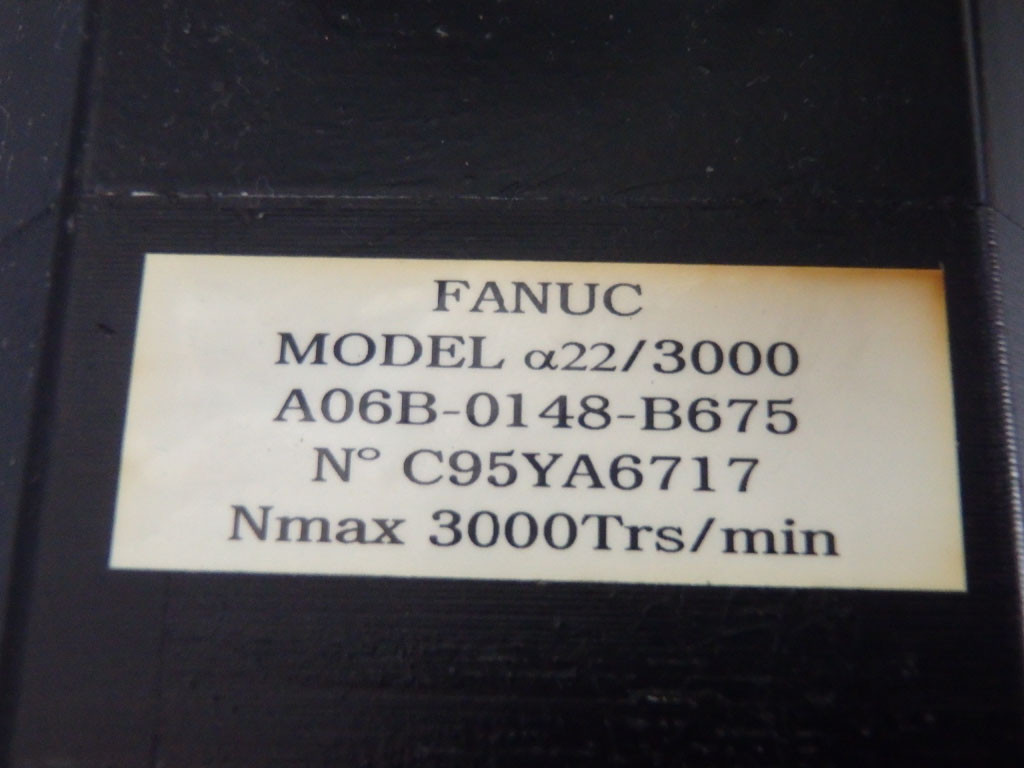 FANUC
MODEL α22/3000
A06B-0148-B675
N° C95YA6717
Nmax 3000Trs/min